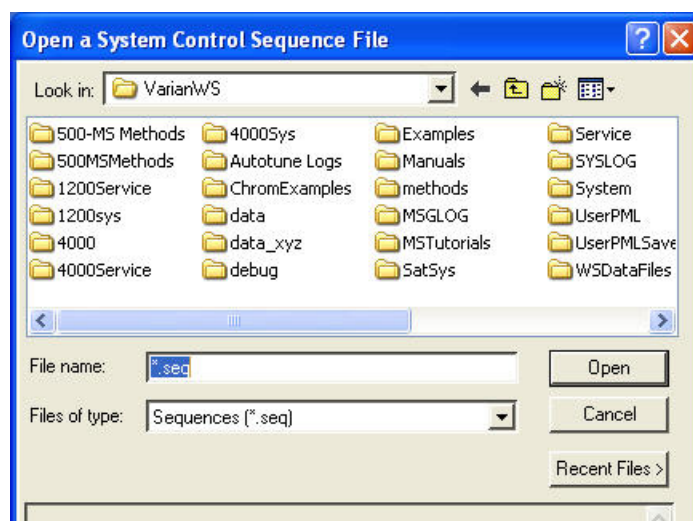 Open a System Control Sequence File
Look in: VarianWS
500-MS Methods 4000Sys Examples Service
500MSMethods Autotune Logs Manuals SYSLOG
1200Service ChromExamples methods System
1200sys data MSGLOG UserPML
4000 data_xyz MSTutorials UserPMLSave
4000Service debug SatSys WSDataFiles
File name: *.seq Open
Files of type: Sequences (*.seq) Cancel
Recent Files >